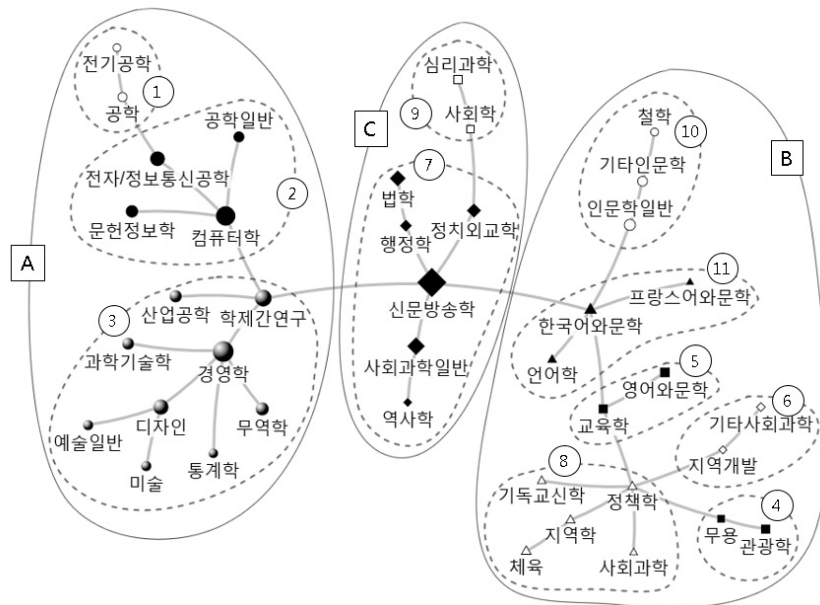 전기공학
1
공학
공학일반
전자/정보통신공학
2
문헌정보학
컴퓨터학
A
산업공학
학제간연구
3
과학기술학
경영학
디자인
무역학
예술일반
미술
통계학
C
심리과학
9
사회학
7
법학
행정학
정치외교학
신문방송학
사회과학일반
역사학
B
철학
10
기타인문학
인문학일반
11
프랑스어와문학
한국어와문학
언어학
5
영어와문학
교육학
6
기타사회과학
지역개발
8
기독교신학
정책학
지역학
체육
사회과학
4
무용
관광학